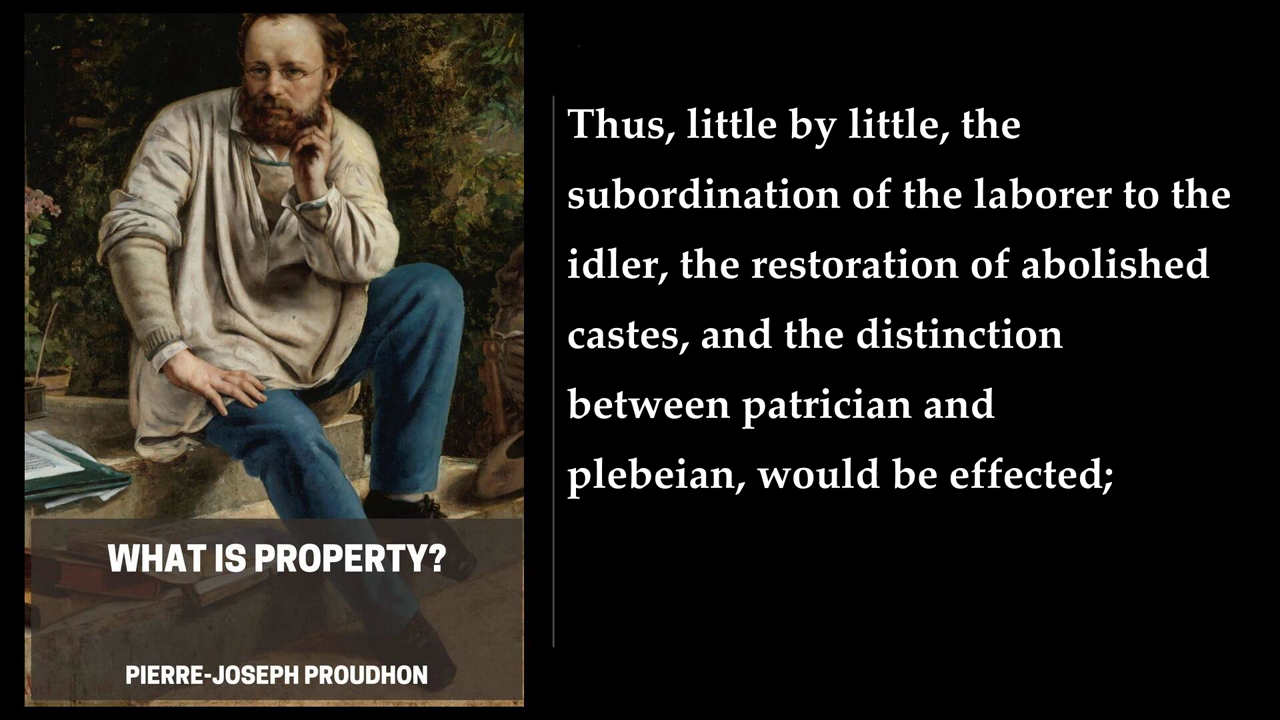 Thus, little by little, the
subordination of the laborer to the
idler, the restoration of abolished
castes, and the distinction
between patrician and
plebeian, would be effected;
WHAT IS PROPERTY?
PIERRE-JOSEPH PROUDHON